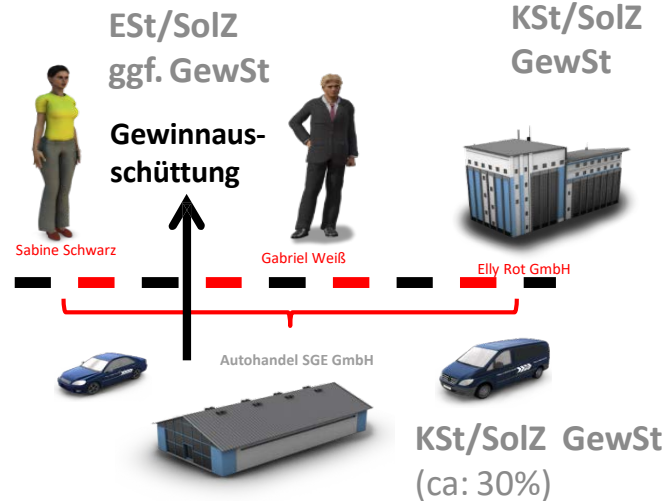 ESt/SolZ
ggf. GewSt
KSt/SolZ
GewSt
Gewinnaus-
schüttung
Sabine Schwarz
Gabriel Weiß
Elly Rot GmbH
Autohandel SGE GmbH
KSt/SolZ GewSt
(ca: 30%)